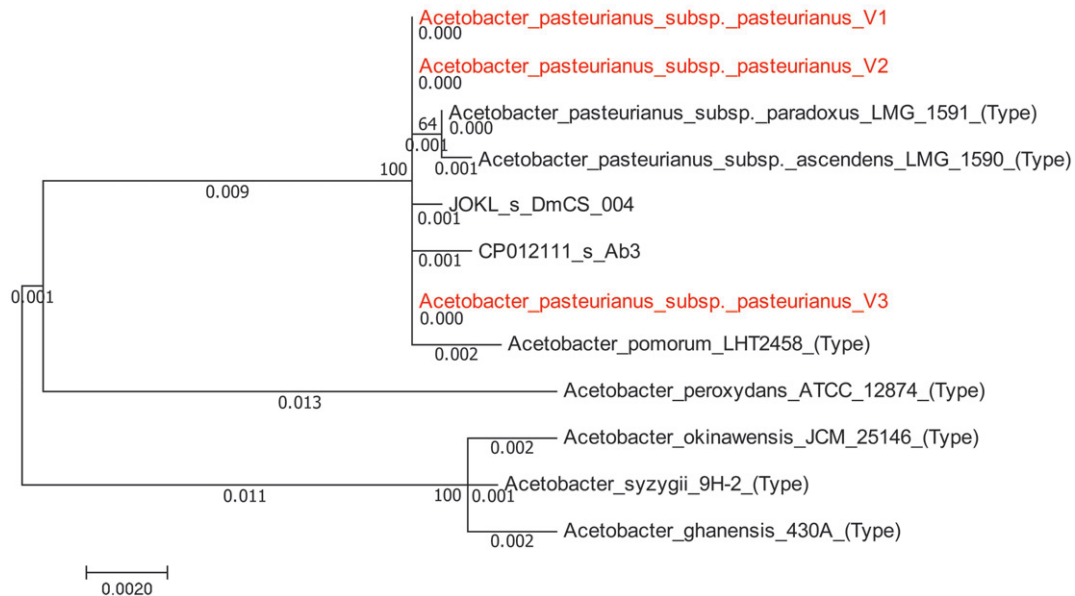 Acetobacter_pasteurianus_subsp._pasteurianus_V1
0.000
Acetobacter_pasteurianus_subsp._pasteurianus_V2
0.000
Acetobacter_pasteurianus_subsp._paradoxus_LMG_1591_(Type)
64
0.000
0.001
Acetobacter_pasteurianus_subsp._ascendens_LMG_1590_(Type)
0.001
100
0.009
JOKL_s_DmCS_004
0.001
CP012111_s_Ab3
0.001
0.001
Acetobacter_pasteurianus_subsp._pasteurianus_V3
0.000
Acetobacter_pomorum_LHT2458_(Type)
0.002
Acetobacter_peroxydans_ATCC_12874_(Type)
0.013
Acetobacter_okinawensis_JCM_25146_(Type)
0.002
Acetobacter_syzygii_9H-2_(Type)
0.011
100
0.001
Acetobacter_ghanensis_430A_(Type)
0.002
0.0020